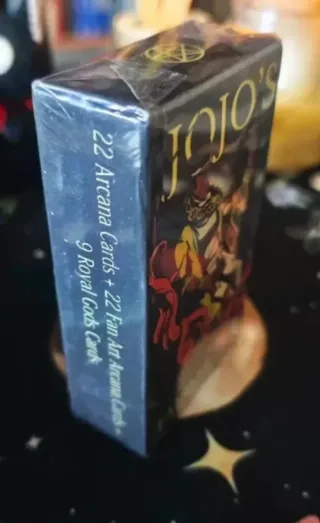 JOJO'S
22 Arcana Cards + 22 Fan Art Arcana Cards +
9 Royal Gods Cards